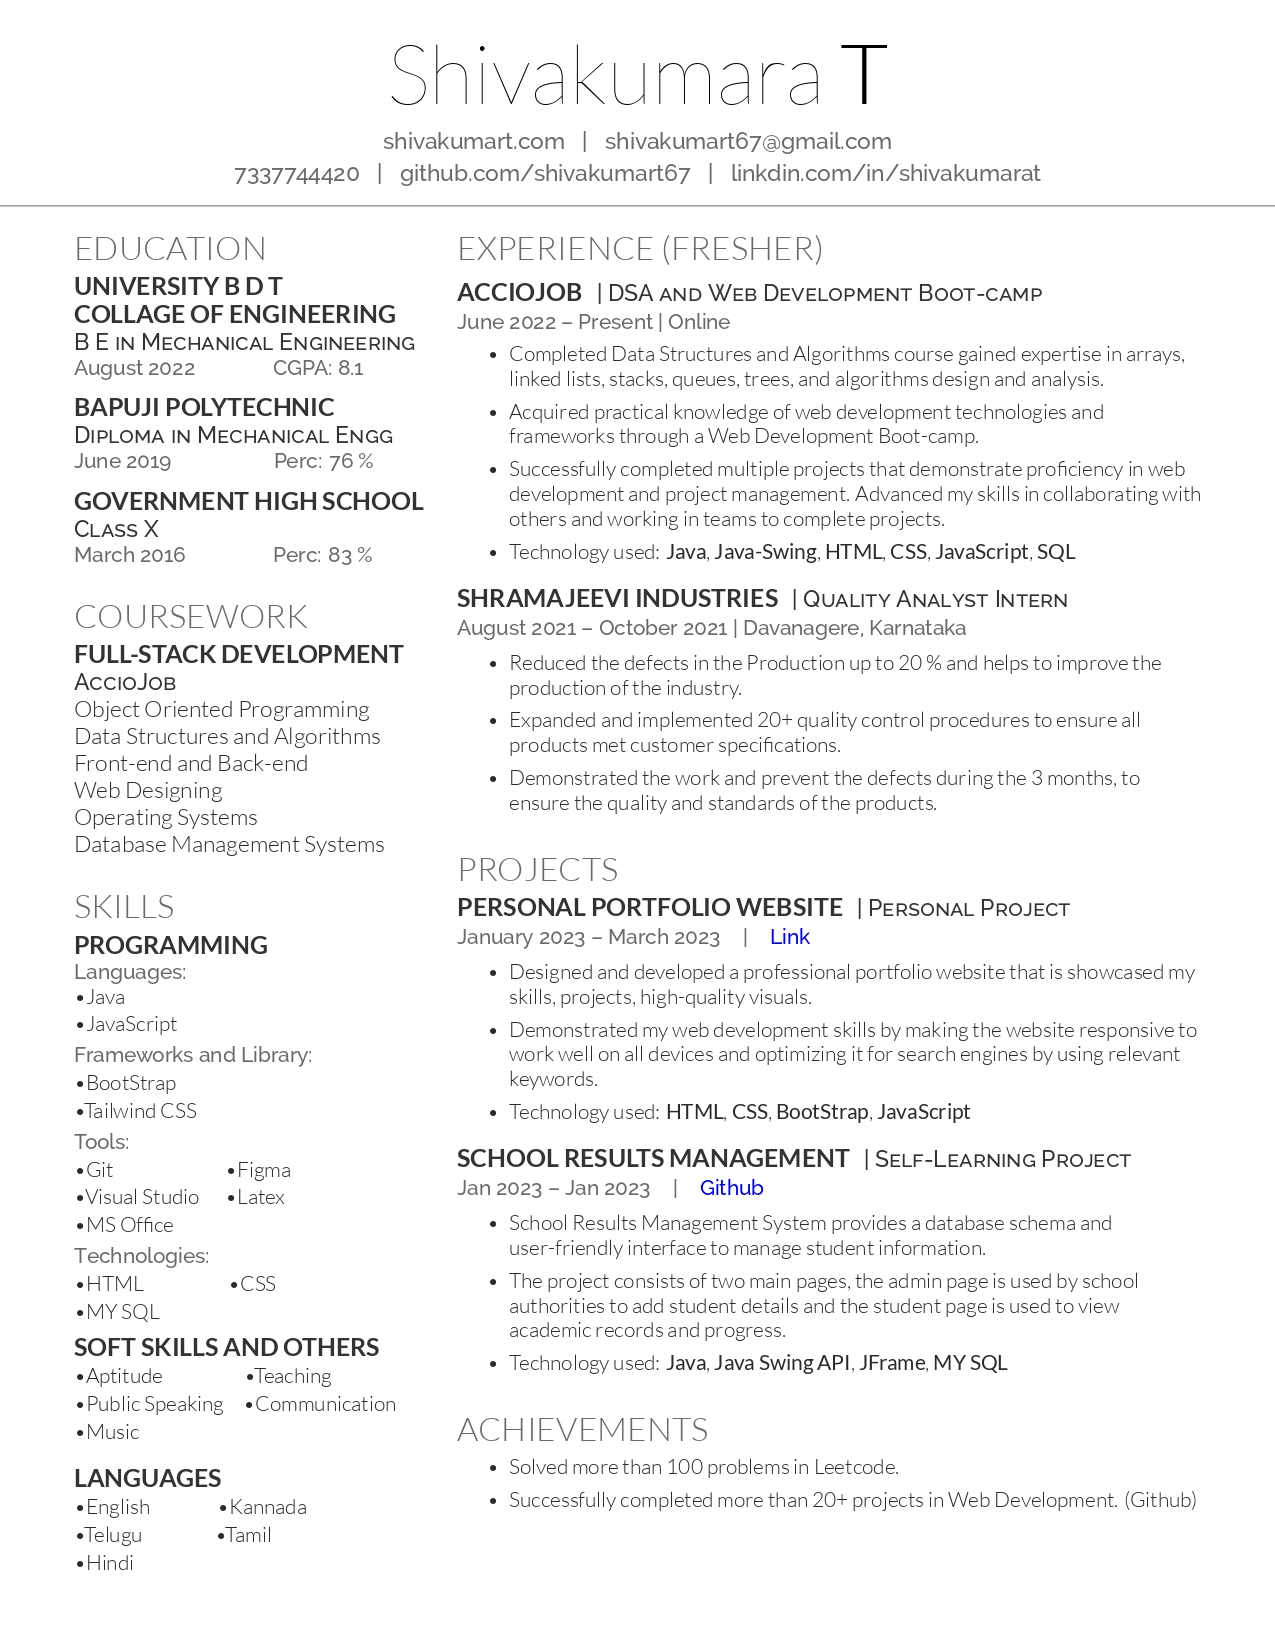 Shivakumara T
shivakumart.com | shivakumart67@gmail.com
7337744420 | github.com/shivakumart67 | linkdin.com/in/shivakumarat
EDUCATION
UNIVERSITY B D T
COLLAGE OF ENGINEERING
B E in Mechanical Engineering
August 2022 CGPA: 8.1
BAPUJI POLYTECHNIC
Diploma in Mechanical Engg
June 2019 Perc: 76 %
GOVERNMENT HIGH SCHOOL
Class X
March 2016 Perc: 83 %
COURSEWORK
FULL-STACK DEVELOPMENT
AccioJob
Object Oriented Programming
Data Structures and Algorithms
Front-end and Back-end
Web Designing
Operating Systems
Database Management Systems
SKILLS
PROGRAMMING
Languages:
•Java
•JavaScript
Frameworks and Library:
•BootStrap
•Tailwind CSS
Tools:
•Git •Figma
•Visual Studio •Latex
•MS Office
Technologies:
•HTML •CSS
•MY SQL
SOFT SKILLS AND OTHERS
•Aptitude •Teaching
•Public Speaking •Communication
•Music
LANGUAGES
•English •Kannada
•Telugu •Tamil
•Hindi
EXPERIENCE (FRESHER)
ACCIOJOB | DSA and Web Development Boot-camp
June 2022 – Present | Online
• Completed Data Structures and Algorithms course gained expertise in arrays,
linked lists, stacks, queues, trees, and algorithms design and analysis.
• Acquired practical knowledge of web development technologies and
frameworks through a Web Development Boot-camp.
• Successfully completed multiple projects that demonstrate proficiency in web
development and project management. Advanced my skills in collaborating with
others and working in teams to complete projects.
• Technology used: Java, Java-Swing, HTML, CSS, JavaScript, SQL
SHRAMAJEEVI INDUSTRIES | Quality Analyst Intern
August 2021 – October 2021 | Davanagere, Karnataka
• Reduced the defects in the Production up to 20 % and helps to improve the
production of the industry.
• Expanded and implemented 20+ quality control procedures to ensure all
products met customer specifications.
• Demonstrated the work and prevent the defects during the 3 months, to
ensure the quality and standards of the products.
PROJECTS
PERSONAL PORTFOLIO WEBSITE | Personal Project
January 2023 – March 2023 | Link
• Designed and developed a professional portfolio website that is showcased my
skills, projects, high-quality visuals.
• Demonstrated my web development skills by making the website responsive to
work well on all devices and optimizing it for search engines by using relevant
keywords.
• Technology used: HTML, CSS, BootStrap, JavaScript
SCHOOL RESULTS MANAGEMENT | Self-Learning Project
Jan 2023 – Jan 2023 | Github
• School Results Management System provides a database schema and
user-friendly interface to manage student information.
• The project consists of two main pages, the admin page is used by school
authorities to add student details and the student page is used to view
academic records and progress.
• Technology used: Java, Java Swing API, JFrame, MY SQL
ACHIEVEMENTS
• Solved more than 100 problems in Leetcode.
• Successfully completed more than 20+ projects in Web Development. (Github)